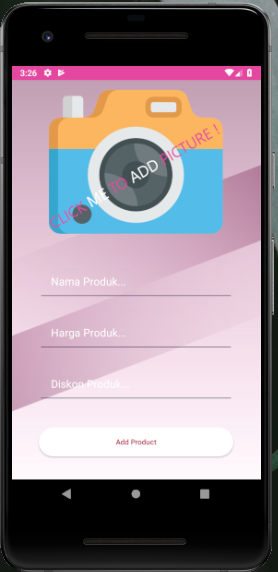 3:26
CLICK ME TO ADD PICTURE !
Nama Produk...
Harga Produk...
Diskon Produk...
Add Product